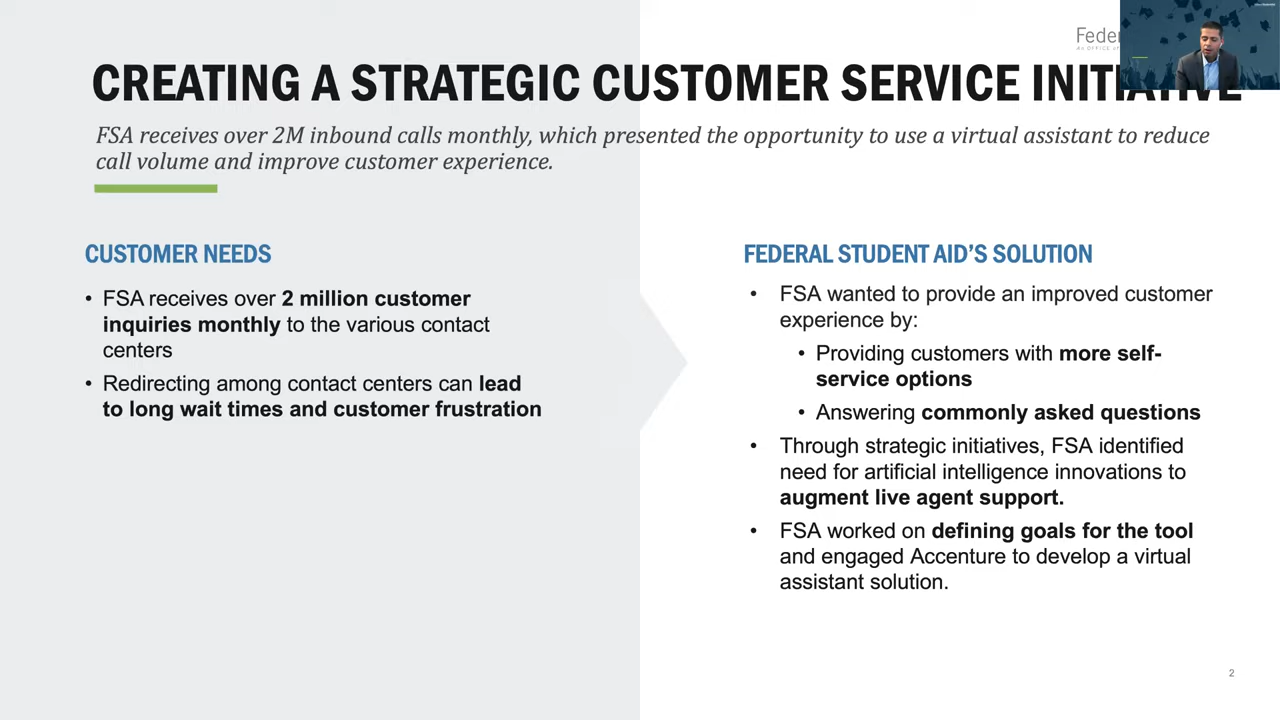 CREATING A STRATEGIC CUSTOMER SERVICE INITIATIVE
FSA receives over 2M inbound calls monthly, which presented the opportunity to use a virtual assistant to reduce
call volume and improve customer experience.
CUSTOMER NEEDS
• FSA receives over 2 million customer
inquiries monthly to the various contact
centers
• Redirecting among contact centers can lead
to long wait times and customer frustration
FEDERAL STUDENT AID’S SOLUTION
• FSA wanted to provide an improved customer
experience by:
• Providing customers with more self-
service options
• Answering commonly asked questions
• Through strategic initiatives, FSA identified
need for artificial intelligence innovations to
augment live agent support.
• FSA worked on defining goals for the tool
and engaged Accenture to develop a virtual
assistant solution.
2